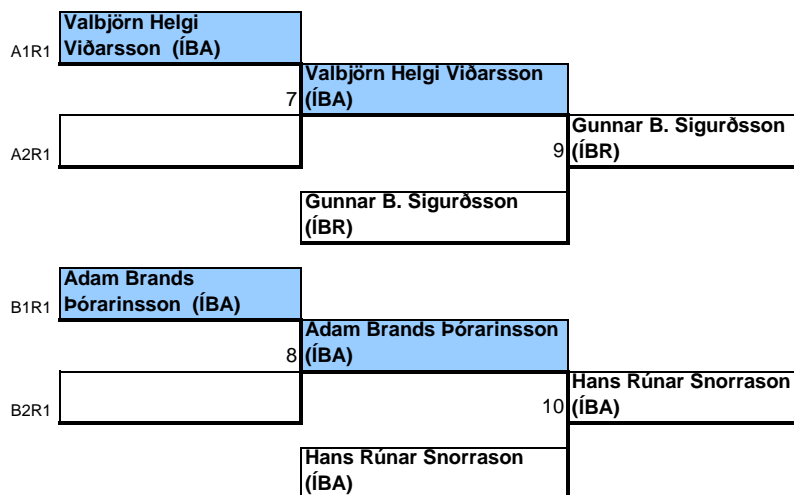 Valbjörn Helgi
Viðarsson (ÍBA)
A1R1
Valbjörn Helgi Viðarsson
7 (ÍBA)
Gunnar B. Sigurðsson
A2R1
9 (ÍBR)
Gunnar B. Sigurðsson
(ÍBR)
Adam Brands
B1R1 Þórarinsson (ÍBA)
Adam Brands Þórarinsson
8 (ÍBA)
Hans Rúnar Snorrason
B2R1
10 (ÍBA)
Hans Rúnar Snorrason
(ÍBA)